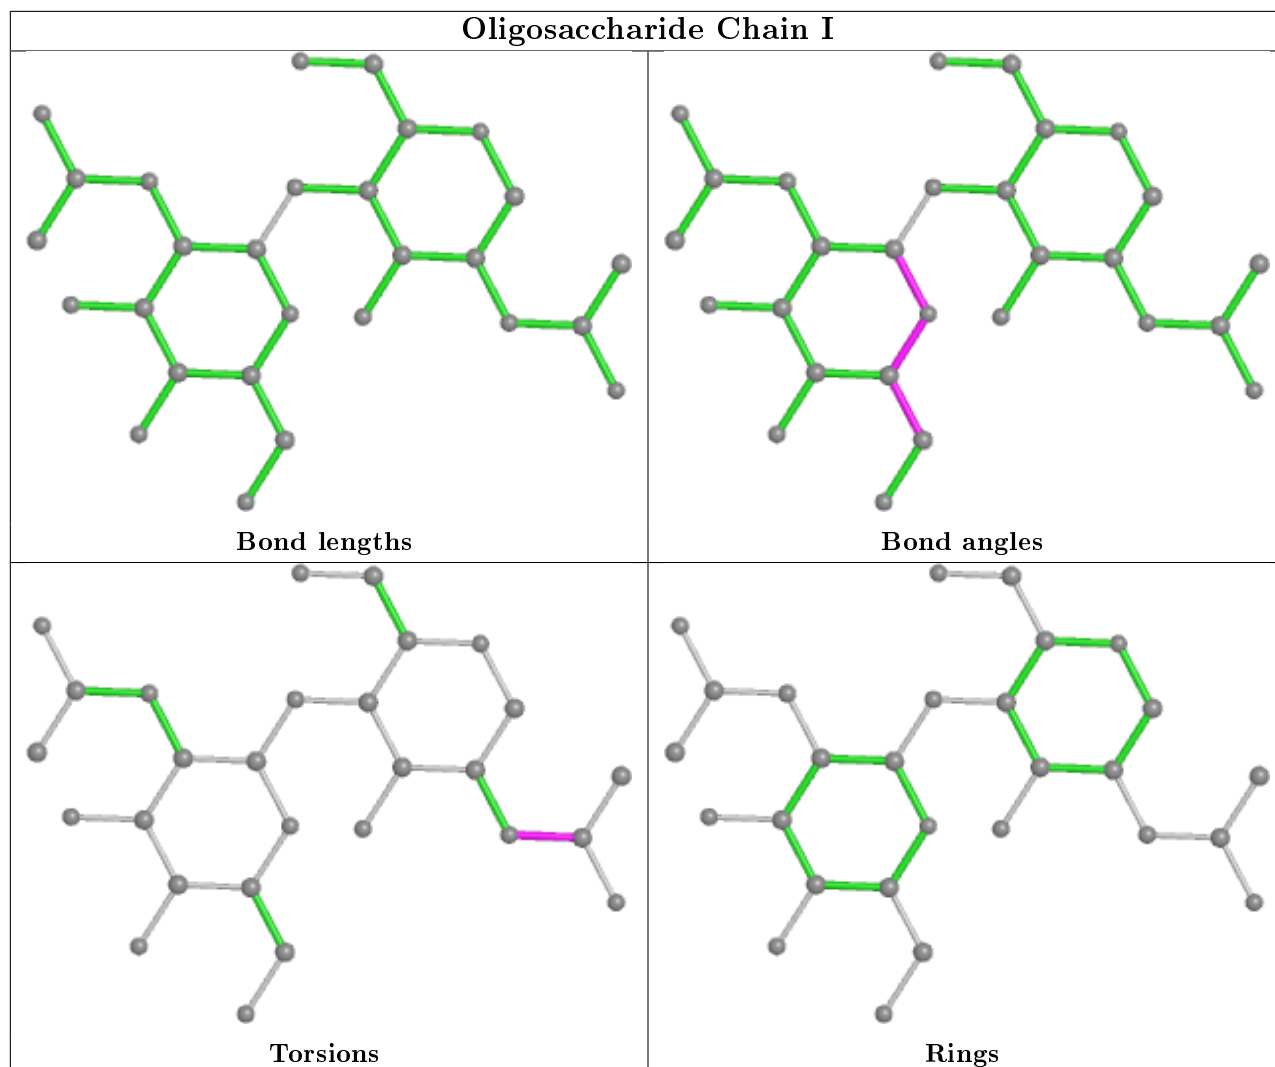 Oligosaccharide Chain I
Bond lengths
Bond angles
Torsions
Rings